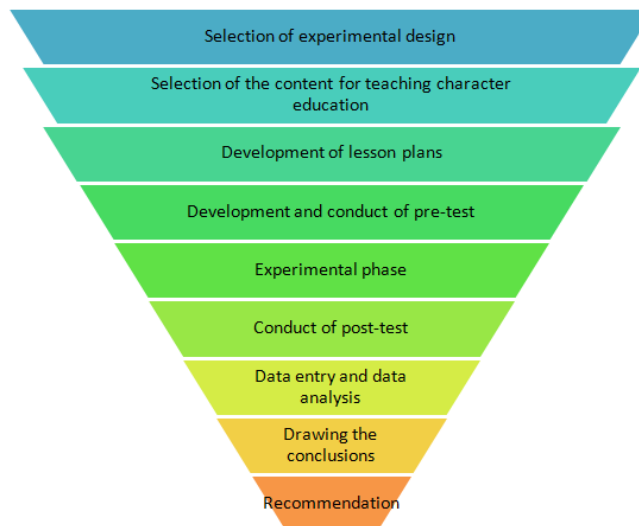 Selection of experimental design
Selection of the content for teaching character
education
Development of lesson plans
Development and conduct of pre-test
Experimental phase
Conduct of post-test
Data entry and data
analysis
Drawing the
conclusions
Recommendation